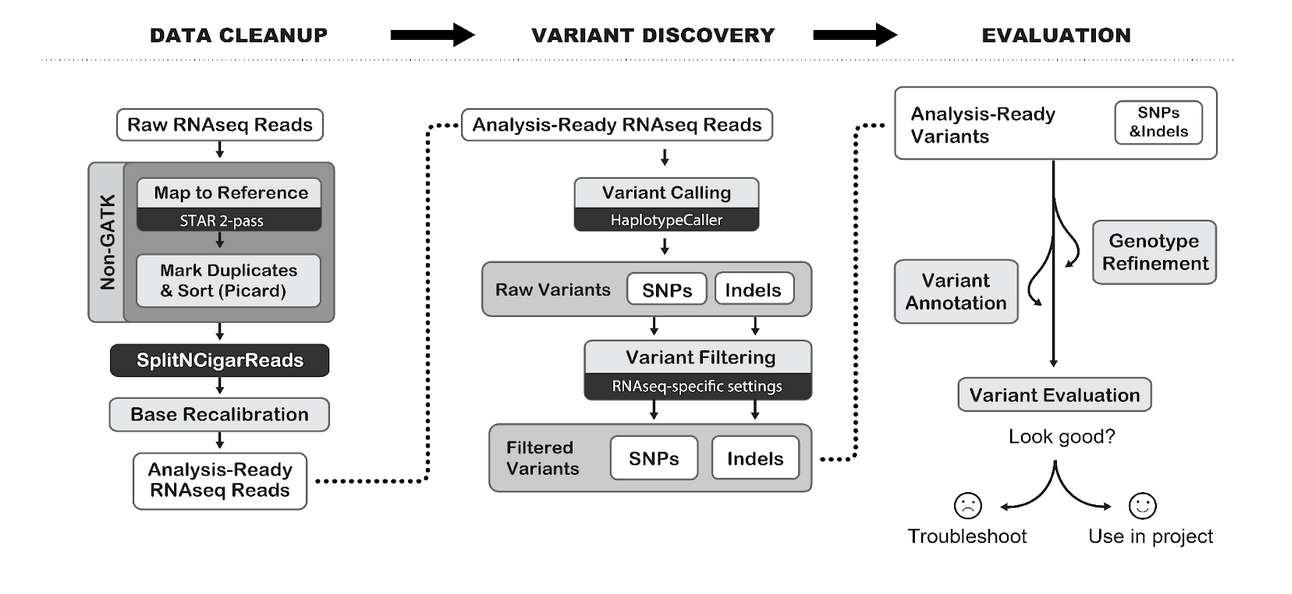 DATA CLEANUP
VARIANT DISCOVERY
EVALUATION
Raw RNAseq Reads
Non-GATK
Map to Reference
STAR 2-pass
Mark Duplicates
& Sort (Picard)
SplitNCigarReads
Base Recalibration
Analysis-Ready
RNAseq Reads
Analysis-Ready RNAseq Reads
Variant Calling
HaplotypeCaller
Raw Variants
SNPs
Indels
Variant Filtering
RNAseq-specific settings
Filtered
Variants
SNPs
Indels
Analysis-Ready
Variants
SNPs
&Indels
Genotype
Refinement
Variant
Annotation
Variant Evaluation
Look good?
Troubleshoot
Use in project